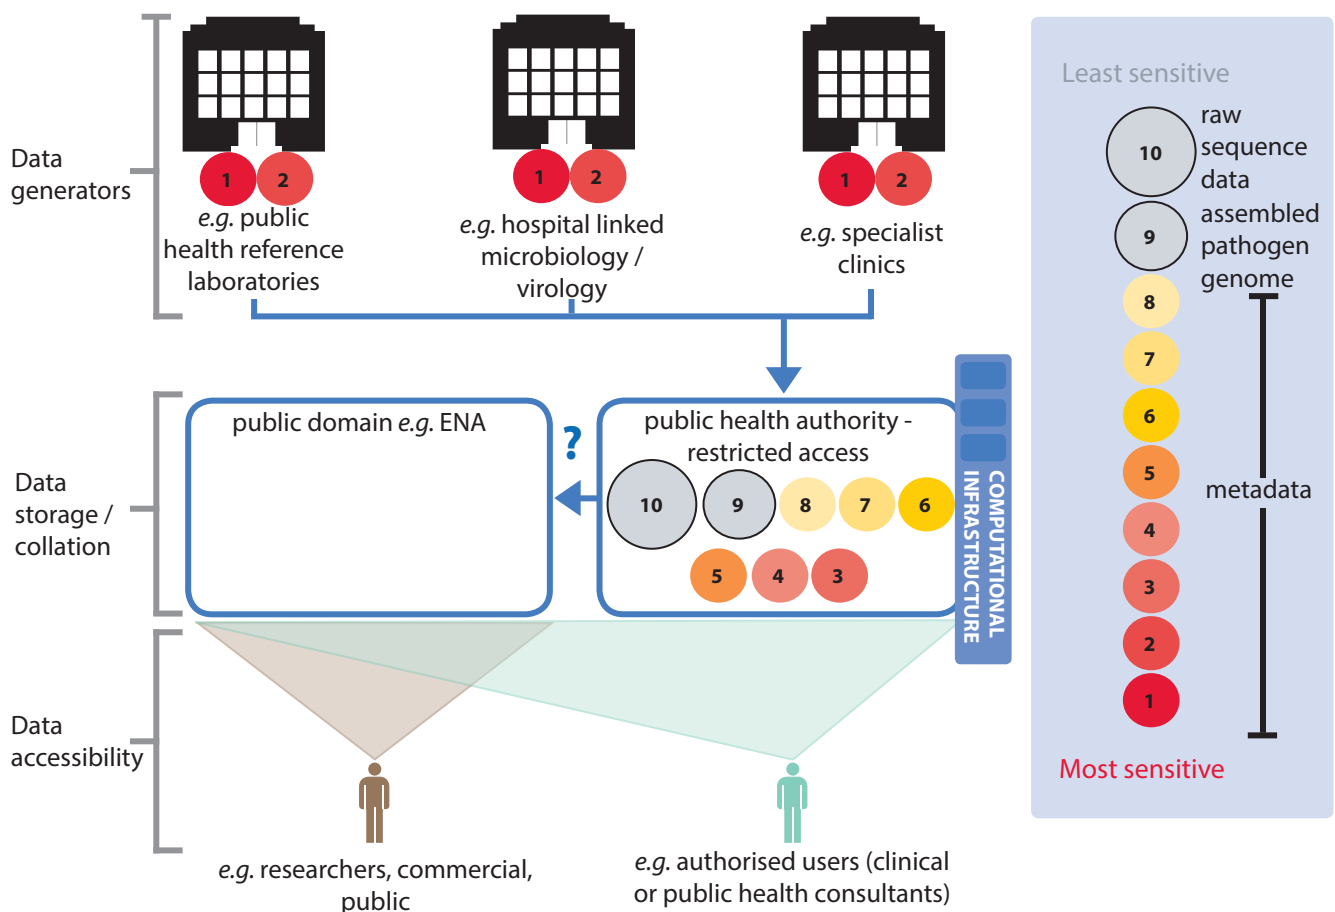 Data
generators
1
2
e.g. public
health reference
laboratories
1
2
e.g. hospital linked
microbiology /
virology
1
2
e.g. specialist
clinics
Data
storage /
collation
public domain e.g. ENA
?
public health authority -
restricted access
10
9
8
7
6
5
4
3
COMPUTATIONAL
INFRASTRUCTURE
Data
accessibility
e.g. researchers, commercial,
public
e.g. authorised users (clinical
or public health consultants)
Least sensitive
10
raw
sequence
data
9
assembled
pathogen
genome
8
7
6
5
4
3
2
1
metadata
Most sensitive